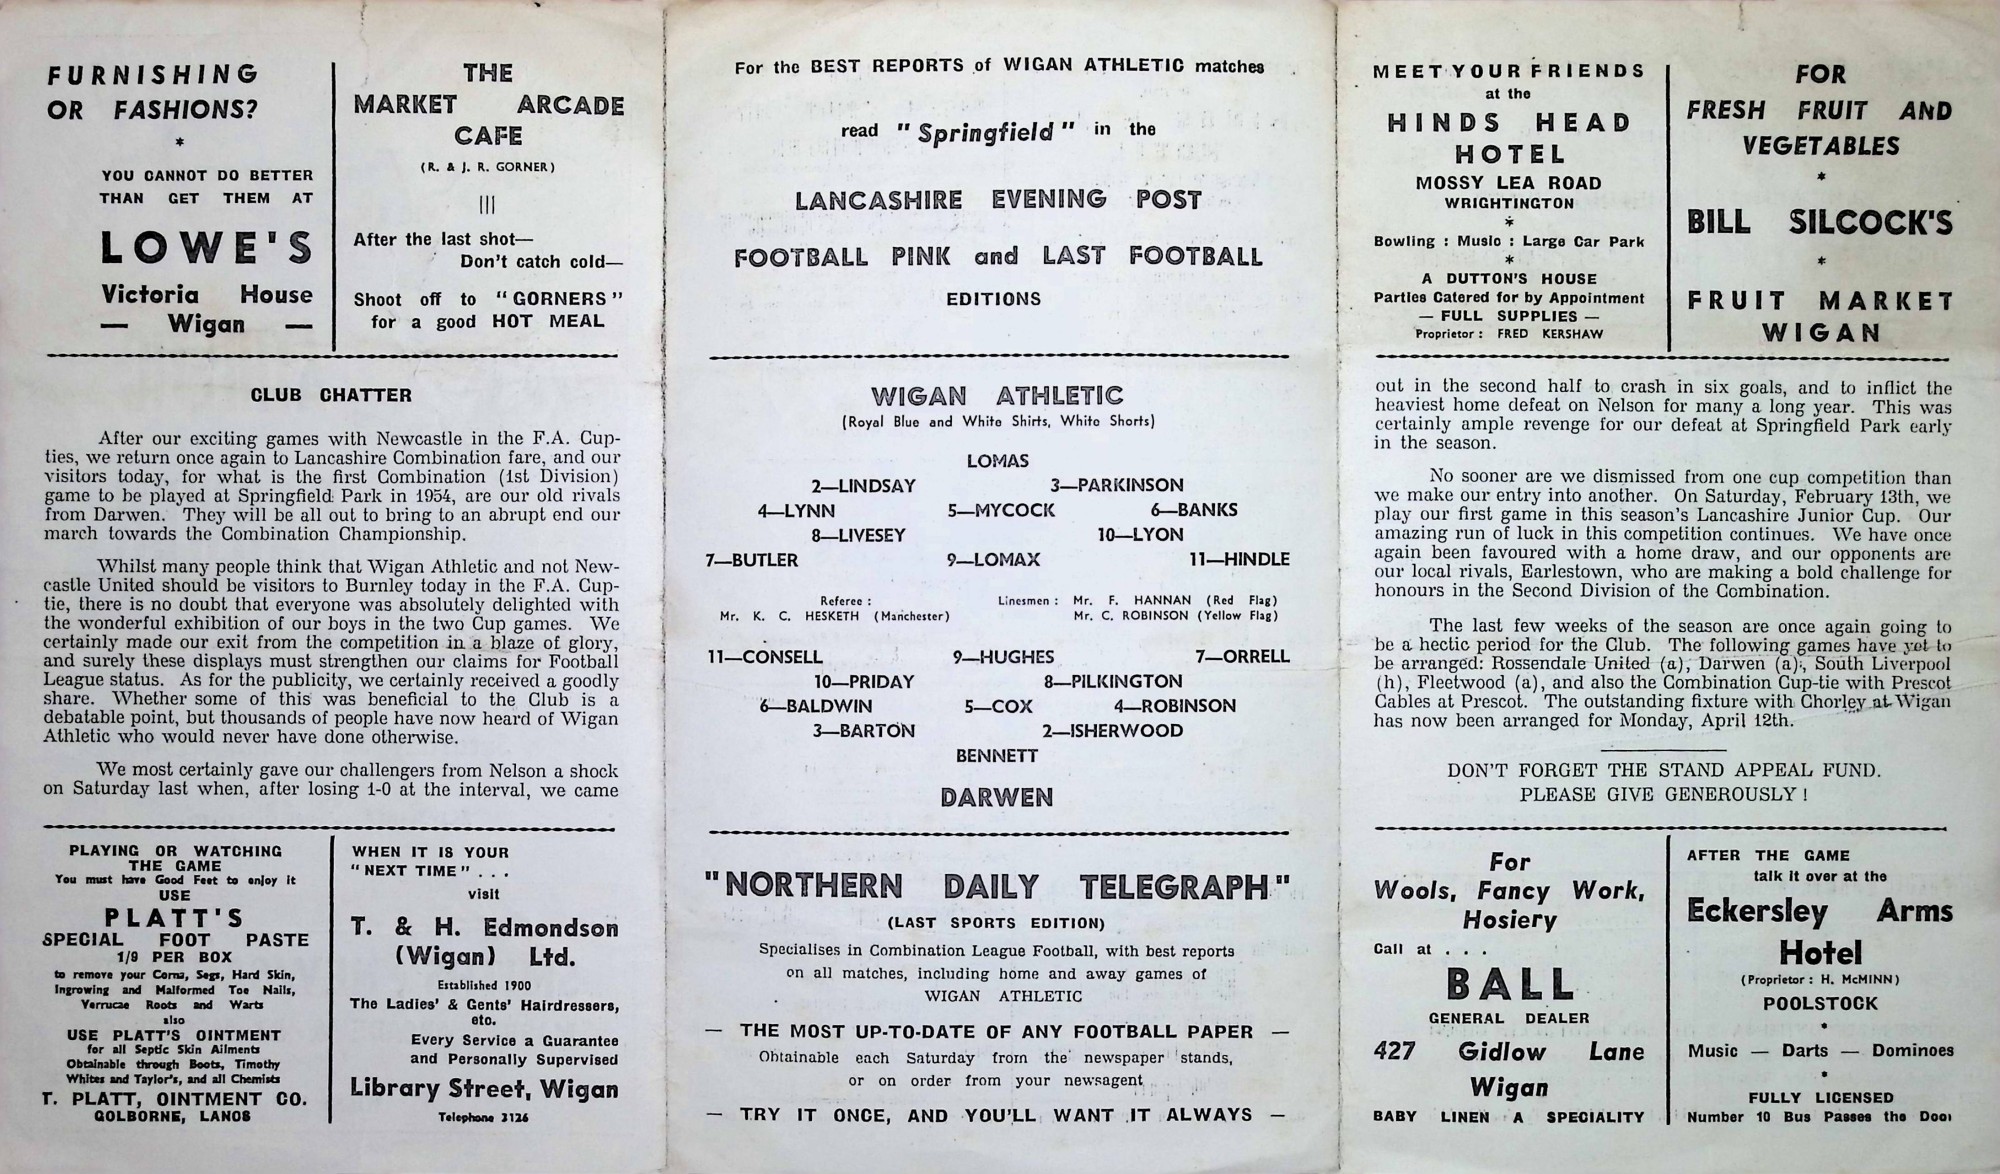 FURNISHING
OR FASHIONS?
*
YOU CANNOT DO BETTER
THAN GET THEM AT
LOWE'S
Victoria House
— Wigan —
THE
MARKET ARCADE
CAFE
(R. & J. R. GORNER)
|||
After the last shot—
Don't catch cold—
Shoot off to "GORNERS"
for a good HOT MEAL
CLUB CHATTER
After our exciting games with Newcastle in the F.A. Cup-
ties, we return once again to Lancashire Combination fare, and our
visitors today, for what is the first Combination (1st Division)
game to be played at Springfield Park in 1954, are our old rivals
from Darwen. They will be all out to bring to an abrupt end our
march towards the Combination Championship.
Whilst many people think that Wigan Athletic and not New-
castle United should be visitors to Burnley today in the F.A. Cup-
tie, there is no doubt that everyone was absolutely delighted with
the wonderful exhibition of our boys in the two Cup games. We
certainly made our exit from the competition in a blaze of glory,
and surely these displays must strengthen our claims for Football
League status. As for the publicity, we certainly received a goodly
share. Whether some of this was beneficial to the Club is a
debatable point, but thousands of people have now heard of Wigan
Athletic who would never have done otherwise.
We most certainly gave our challengers from Nelson a shock
on Saturday last when, after losing 1-0 at the interval, we came
PLAYING OR WATCHING
THE GAME
You must have Good Feet to enjoy it
USE
PLATT'S
SPECIAL FOOT PASTE
1/9 PER BOX
to remove your Corns, Segs, Hard Skin,
Ingrowing and Malformed Toe Nails,
Verrucae Roots and Warts
also
USE PLATT'S OINTMENT
for all Septic Skin Ailments
Obtainable through Boots, Timothy
Whites and Taylor's, and all Chemists
T. PLATT, OINTMENT CO.
GOLBORNE, LANCS
WHEN IT IS YOUR
"NEXT TIME" . . .
visit
T. & H. Edmondson
(Wigan) Ltd.
Established 1900
The Ladies' & Gents' Hairdressers,
etc.
Every Service a Guarantee
and Personally Supervised
Library Street, Wigan
Telephone 3126
For the BEST REPORTS of WIGAN ATHLETIC matches
read "Springfield" in the
LANCASHIRE EVENING POST
FOOTBALL PINK and LAST FOOTBALL
EDITIONS
WIGAN ATHLETIC
(Royal Blue and White Shirts, White Shorts)
LOMAS
2—LINDSAY 3—PARKINSON
4—LYNN 5—MYCOCK 6—BANKS
8—LIVESEY 10—LYON
7—BUTLER 9—LOMAX 11—HINDLE
Referee : Linesmen : Mr. F. HANNAN (Red Flag)
Mr. K. C. HESKETH (Manchester) Mr. C. ROBINSON (Yellow Flag)
11—CONSELL 9—HUGHES 7—ORRELL
10—PRIDAY 8—PILKINGTON
6—BALDWIN 5—COX 4—ROBINSON
3—BARTON 2—ISHERWOOD
BENNETT
DARWEN
"NORTHERN DAILY TELEGRAPH"
(LAST SPORTS EDITION)
Specialises in Combination League Football, with best reports
on all matches, including home and away games of
WIGAN ATHLETIC
— THE MOST UP-TO-DATE OF ANY FOOTBALL PAPER —
Obtainable each Saturday from the newspaper stands,
or on order from your newsagent
— TRY IT ONCE, AND YOU'LL WANT IT ALWAYS —
MEET YOUR FRIENDS
at the
HINDS HEAD
HOTEL
MOSSY LEA ROAD
WRIGHTINGTON
*
Bowling : Music : Large Car Park
*
A DUTTON'S HOUSE
Parties Catered for by Appointment
— FULL SUPPLIES —
Proprietor : FRED KERSHAW
FOR
FRESH FRUIT AND
VEGETABLES
*
BILL SILCOCK'S
*
FRUIT MARKET
WIGAN
out in the second half to crash in six goals, and to inflict the
heaviest home defeat on Nelson for many a long year. This was
certainly ample revenge for our defeat at Springfield Park early
in the season.
No sooner are we dismissed from one cup competition than
we make our entry into another. On Saturday, February 13th, we
play our first game in this season's Lancashire Junior Cup. Our
amazing run of luck in this competition continues. We have once
again been favoured with a home draw, and our opponents are
our local rivals, Earlestown, who are making a bold challenge for
honours in the Second Division of the Combination.
The last few weeks of the season are once again going to
be a hectic period for the Club. The following games have yet to
be arranged: Rossendale United (a), Darwen (a), South Liverpool
(h), Fleetwood (a), and also the Combination Cup-tie with Prescot
Cables at Prescot. The outstanding fixture with Chorley at Wigan
has now been arranged for Monday, April 12th.
DON'T FORGET THE STAND APPEAL FUND.
PLEASE GIVE GENEROUSLY !
For
Wools, Fancy Work,
Hosiery
Call at . . .
BALL
GENERAL DEALER
427 Gidlow Lane
Wigan
BABY LINEN A SPECIALITY
AFTER THE GAME
talk it over at the
Eckersley Arms
Hotel
(Proprietor : H. McMINN)
POOLSTOCK
*
Music — Darts — Dominoes
*
FULLY LICENSED
Number 10 Bus Passes the Door